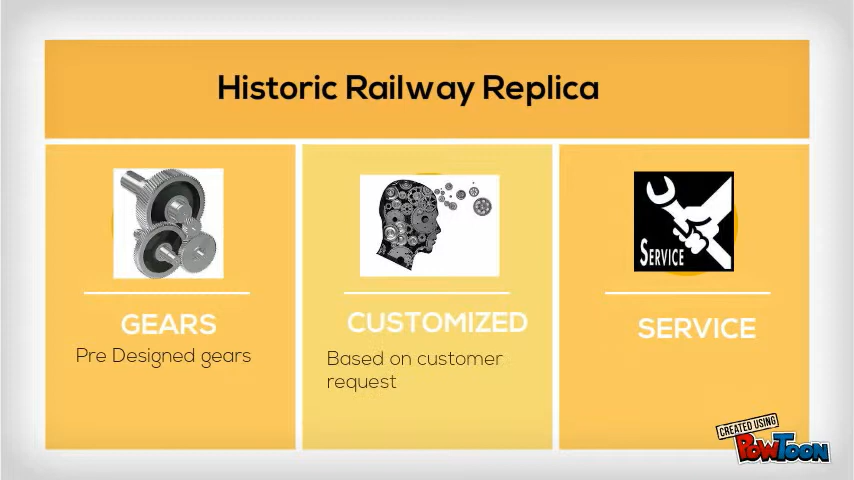 Historic Railway Replica
SERVICE
GEARS
Pre Designed gears
CUSTOMIZED
Based on customer
request
SERVICE
CREATED USING
POWTOON